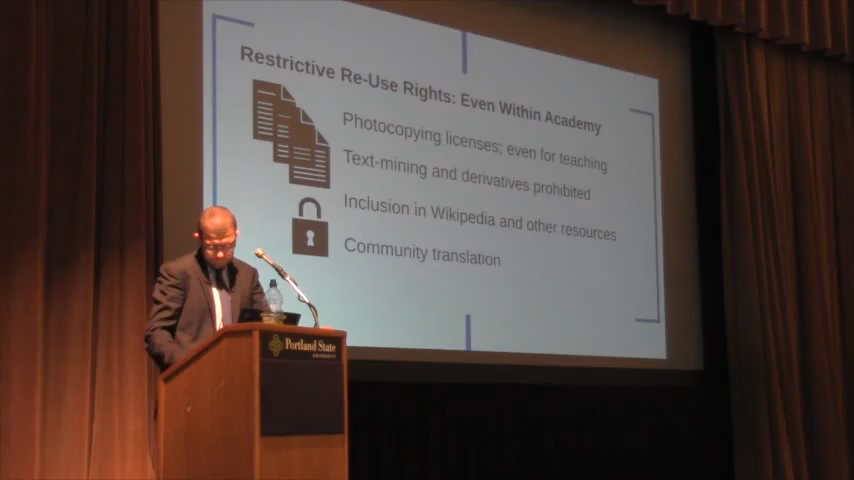 Restrictive Re-Use Rights: Even Within Academy
Photocopying licenses; even for teaching
Text-mining and derivatives prohibited
Inclusion in Wikipedia and other resources
Community translation
Portland State
UNIVERSITY